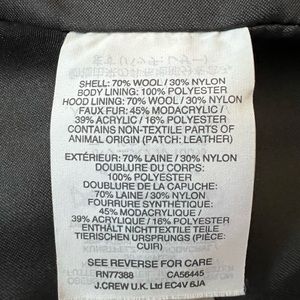 SHELL: 70% WOOL / 30% NYLON
BODY LINING: 100% POLYESTER
HOOD LINING: 70% WOOL / 30% NYLON
FAUX FUR: 45% MODACRYLIC /
39% ACRYLIC / 16% POLYESTER
CONTAINS NON-TEXTILE PARTS OF
ANIMAL ORIGIN (PATCH: LEATHER)
EXTÉRIEUR: 70% LAINE / 30% NYLON
DOUBLURE DU CORPS:
100% POLYESTER
DOUBLURE DE LA CAPUCHE:
70% LAINE / 30% NYLON
FOURRURE SYNTHÉTIQUE:
45% MODACRYLIQUE /
39% ACRYLIQUE / 16% POLYESTER
ENTHÄLT NICHTTEXTILE TEILE
TIERISCHEN URSPRUNGS (PIÈCE:
CUIR)
SEE REVERSE FOR CARE
RN77388 CA56445
J.CREW U.K. Ltd EC4V 6JA